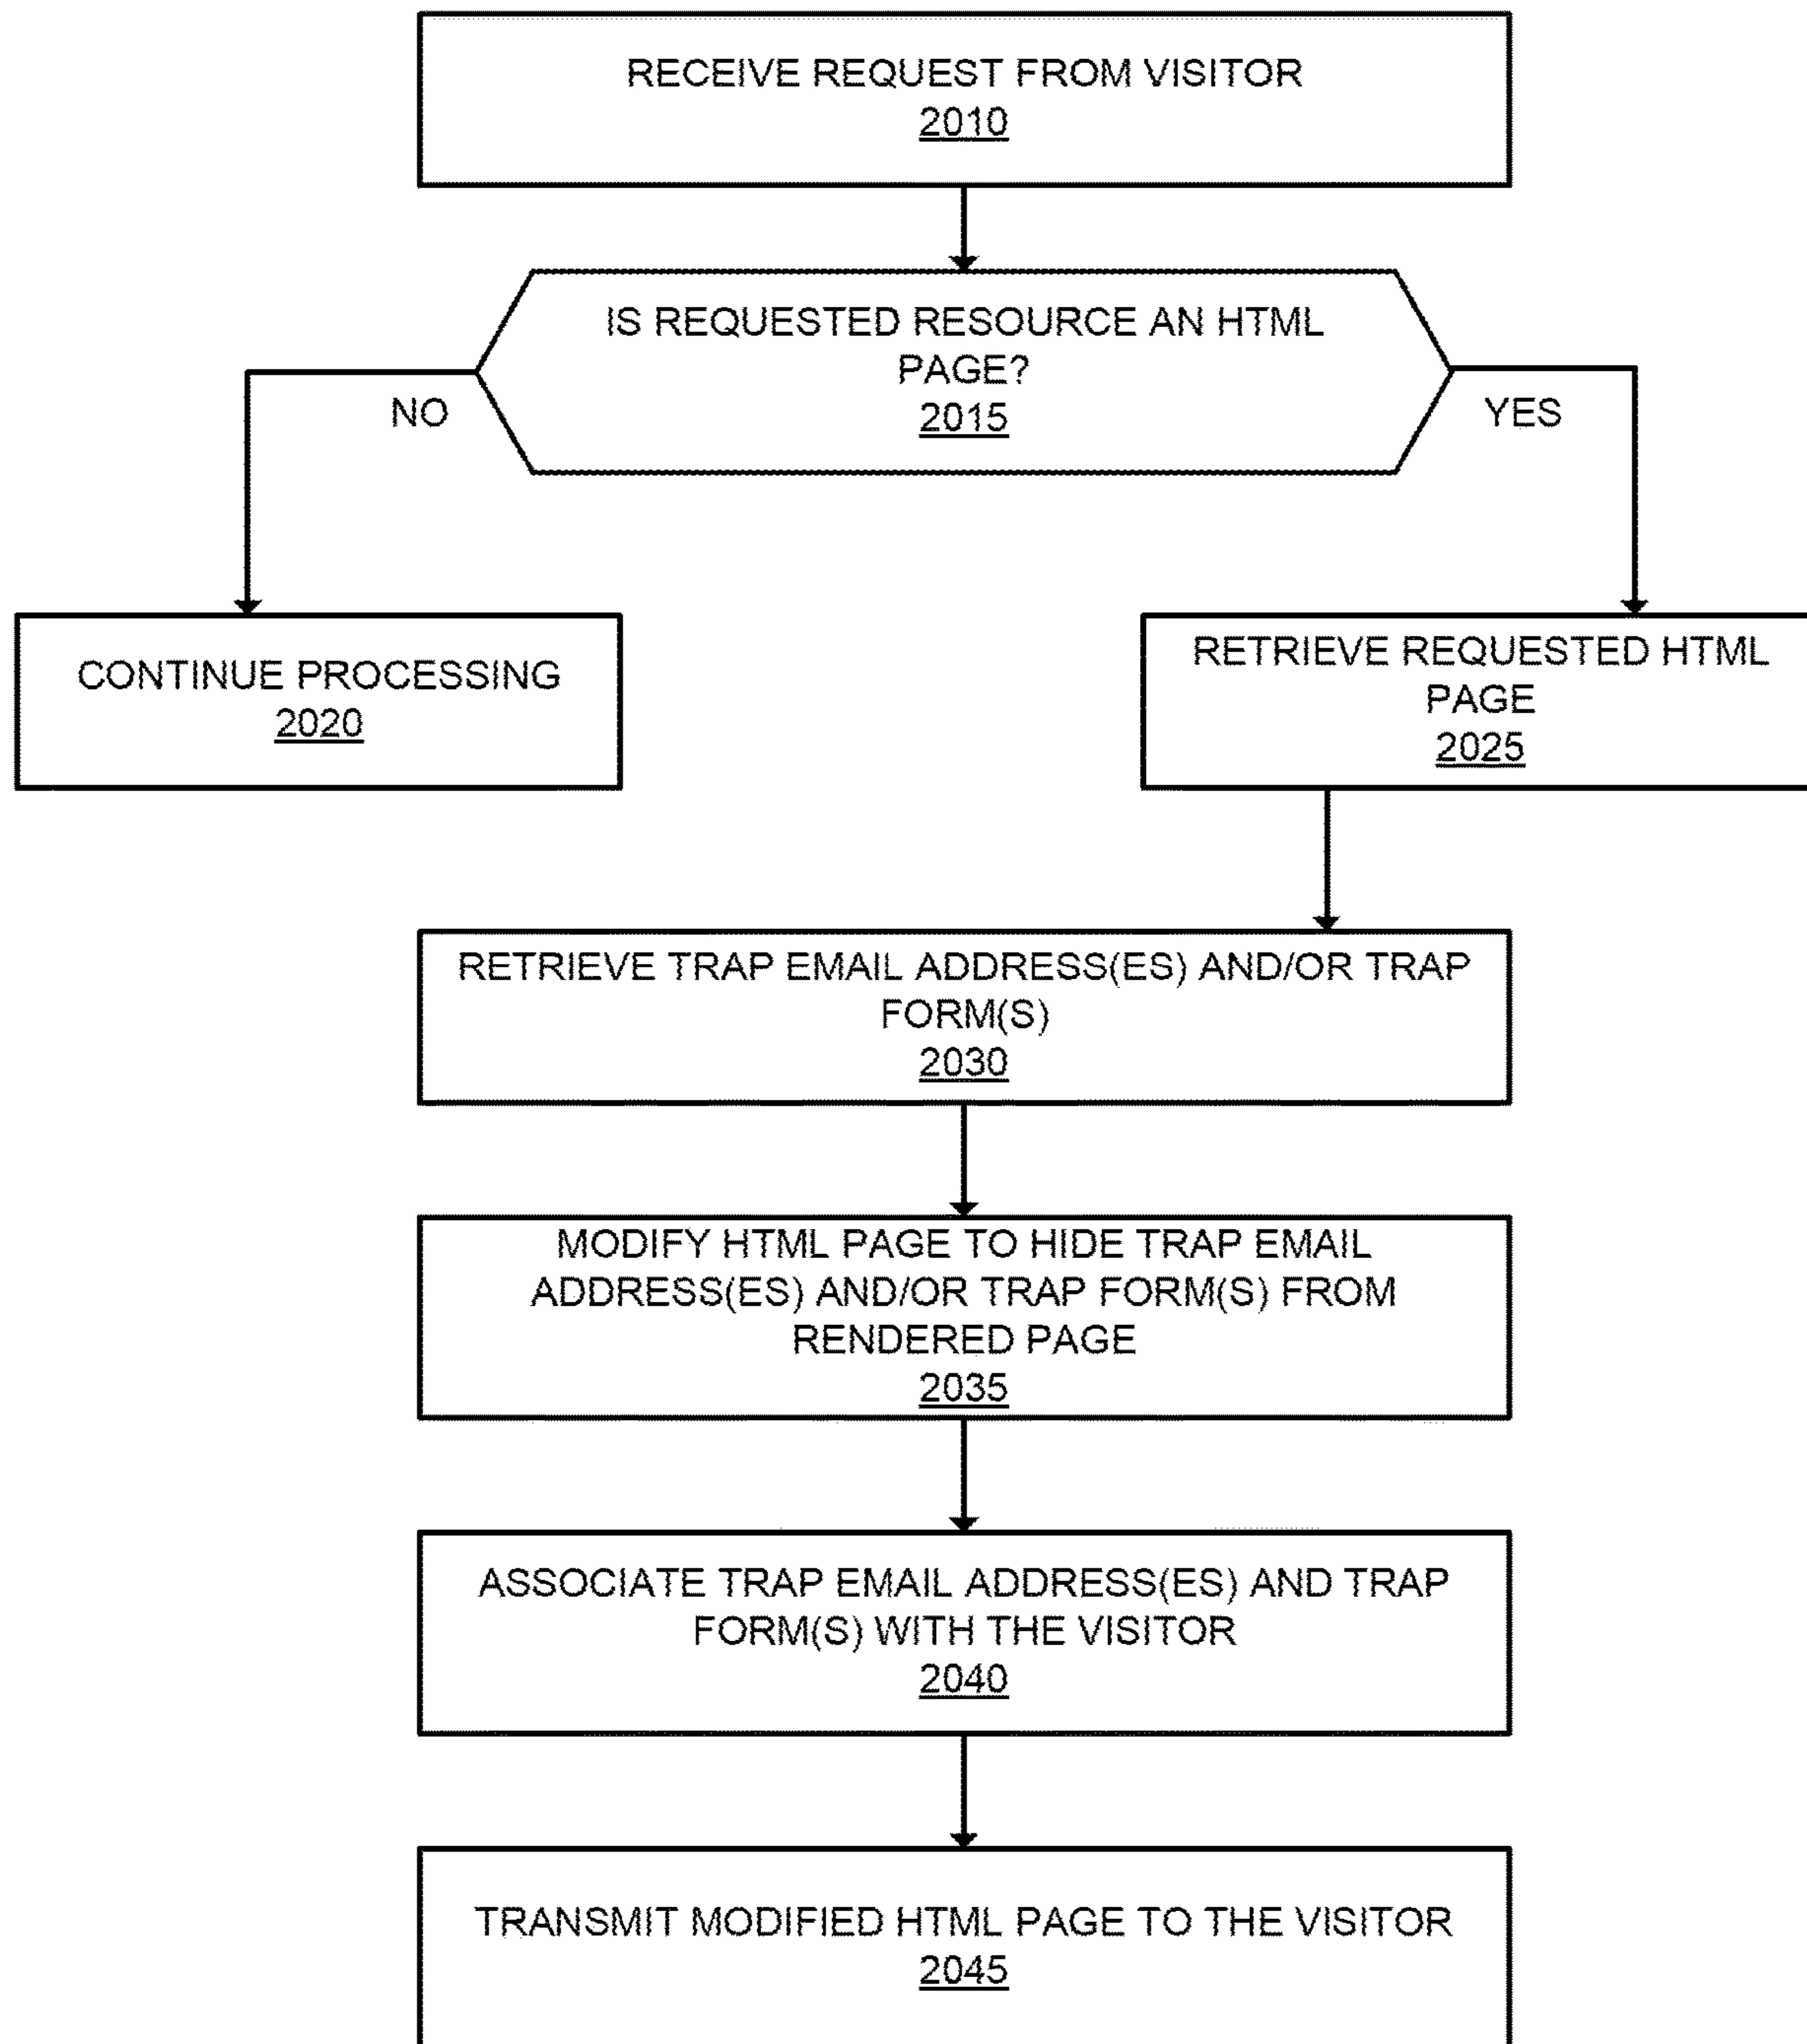 RECEIVE REQUEST FROM VISITOR
2010
IS REQUESTED RESOURCE AN HTML
PAGE?
2015
NO
YES
CONTINUE PROCESSING
2020
RETRIEVE REQUESTED HTML
PAGE
2025
RETRIEVE TRAP EMAIL ADDRESS(ES) AND/OR TRAP
FORM(S)
2030
MODIFY HTML PAGE TO HIDE TRAP EMAIL
ADDRESS(ES) AND/OR TRAP FORM(S) FROM
RENDERED PAGE
2035
ASSOCIATE TRAP EMAIL ADDRESS(ES) AND TRAP
FORM(S) WITH THE VISITOR
2040
TRANSMIT MODIFIED HTML PAGE TO THE VISITOR
2045